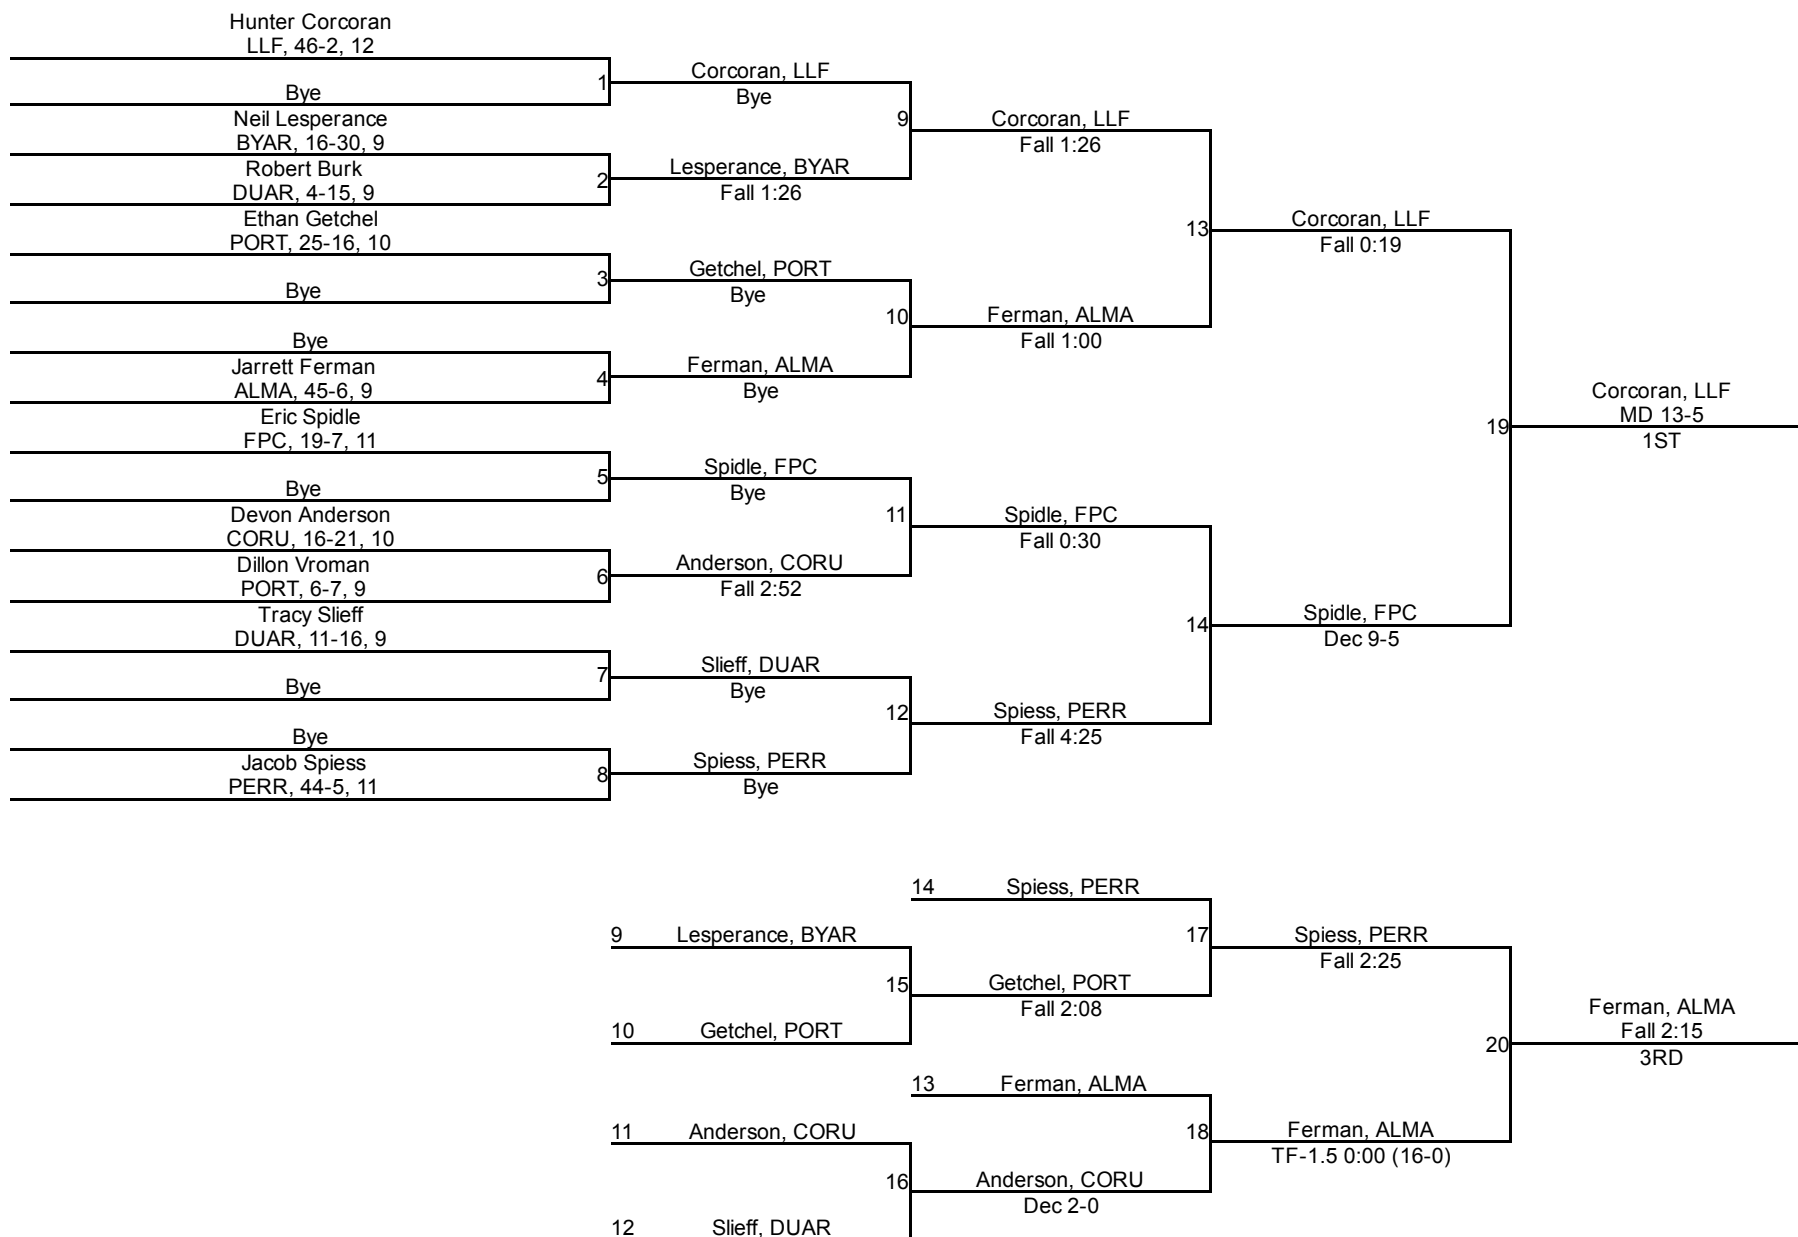 Hunter Corcoran
LLF, 46-2, 12
1
Bye
Neil Lesperance
BYAR, 16-30, 9
Robert Burk
2
DUAR, 4-15, 9
Ethan Getchel
PORT, 25-16, 10
3
Bye
Bye
Jarrett Ferman
4
ALMA, 45-6, 9
Eric Spidle
FPC, 19-7, 11
5
Bye
Devon Anderson
CORU, 16-21, 10
Dillon Vroman
6
PORT, 6-7, 9
Tracy Slieff
DUAR, 11-16, 9
7
Bye
Bye
Jacob Spiess
8
PERR, 44-5, 11
Corcoran, LLF
Bye
9
Lesperance, BYAR
Fall 1:26
Getchel, PORT
Bye
10
Ferman, ALMA
Bye
Spidle, FPC
Bye
11
Anderson, CORU
Fall 2:52
Slieff, DUAR
Bye
12
Spiess, PERR
Bye
Corcoran, LLF
Fall 1:26
13
Ferman, ALMA
Fall 1:00
Spidle, FPC
Fall 0:30
14
Spiess, PERR
Fall 4:25
Corcoran, LLF
Fall 0:19
19
Spidle, FPC
Dec 9-5
Corcoran, LLF
MD 13-5
1ST
9 Lesperance, BYAR
15
10 Getchel, PORT
11 Anderson, CORU
16
12 Slieff, DUAR
14 Spiess, PERR
17
Getchel, PORT
Fall 2:08
13 Ferman, ALMA
18
Anderson, CORU
Dec 2-0
Spiess, PERR
Fall 2:25
20
Ferman, ALMA
TF-1.5 0:00 (16-0)
Ferman, ALMA
Fall 2:15
3RD